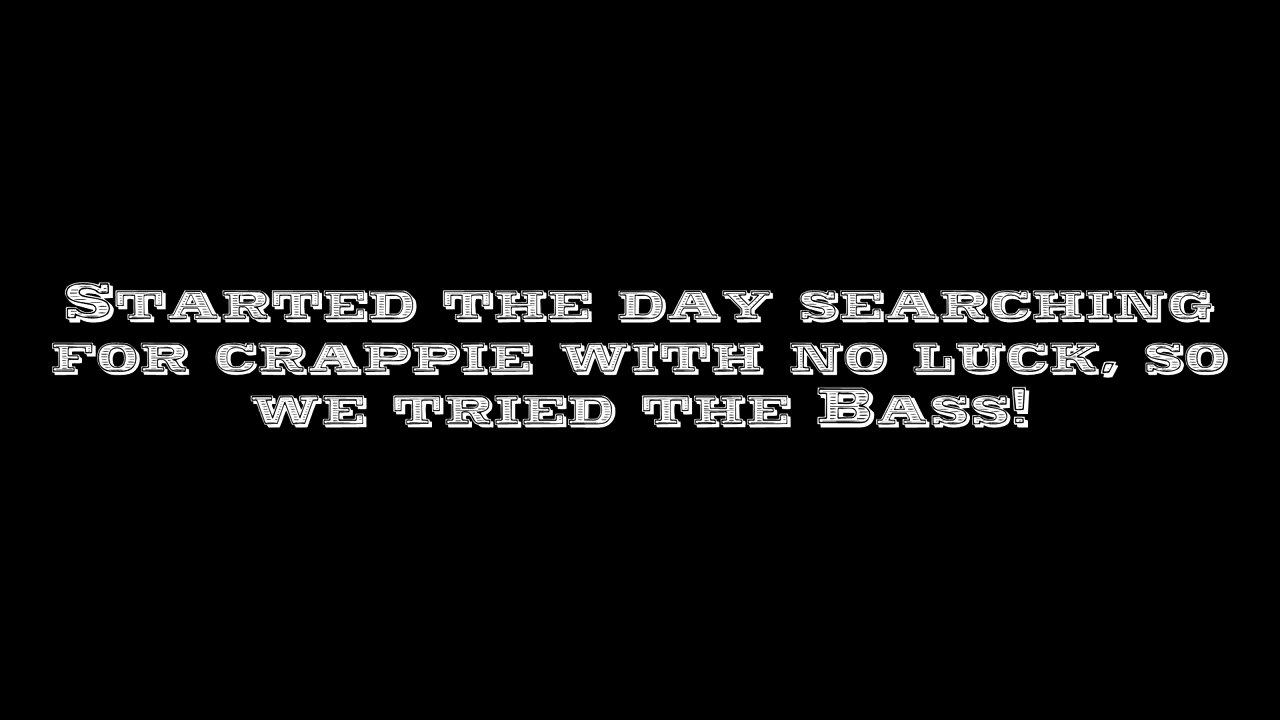 Started the day searching
for crappie with no luck, so
we tried the Bass!